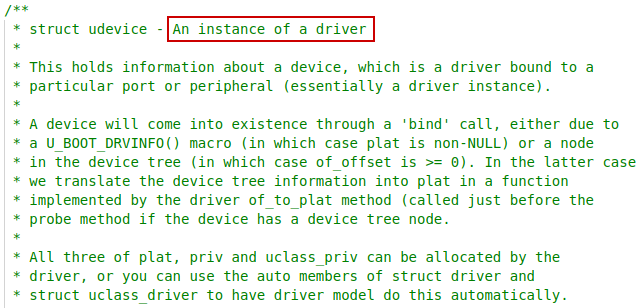 /**
* struct udevice - An instance of a driver
*
* This holds information about a device, which is a driver bound to a
* particular port or peripheral (essentially a driver instance).
*
* A device will come into existence through a 'bind' call, either due to
* a U_BOOT_DRVINFO() macro (in which case plat is non-NULL) or a node
* in the device tree (in which case of_offset is >= 0). In the latter case
* we translate the device tree information into plat in a function
* implemented by the driver of_to_plat method (called just before the
* probe method if the device has a device tree node.
*
* All three of plat, priv and uclass_priv can be allocated by the
* driver, or you can use the auto members of struct driver and
* struct uclass_driver to have driver model do this automatically.